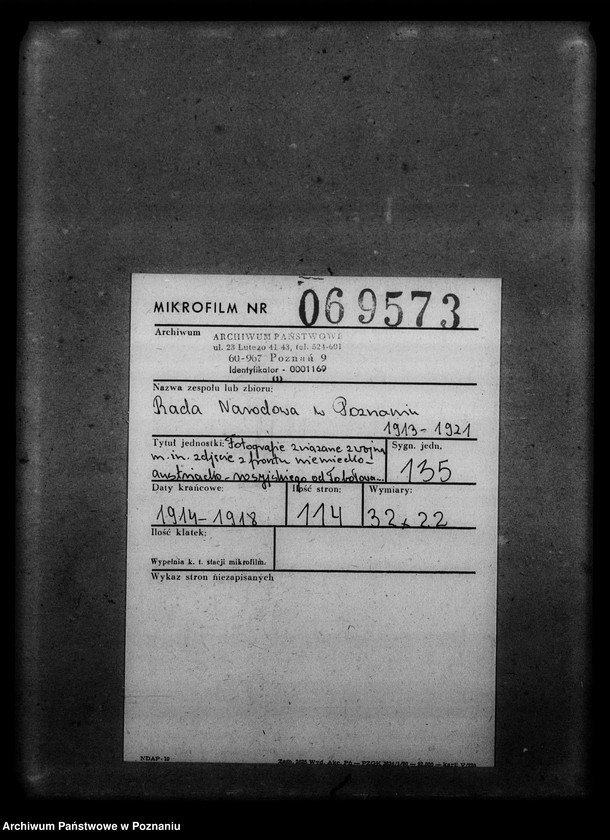 MIKROFILM NR 069573
Archiwum ARCHIWUM PAŃSTWOWE
ul. 23 Lutego 41/43, tel. 524-601
60-967 Poznań 9
Identyfikator - 0001160
Nazwa zespołu lub zbioru:
Rada Narodowa w Poznaniu
1913-1921
Tytuł jednostki: Fotografie związane z wojną
m.in. zdjęcie z frontu niemiecko-
austriacko-rosyjskiego od
Sygn. jedn.
135
Daty krańcowe:
1914-1918
Ilość stron:
114
Wymiary:
32x22
Ilość klatek:
Wypełnia k. t. stacji mikrofilm.
Wykaz stron niezapisanych
NDAP-
Archiwum Państwowe w Poznaniu